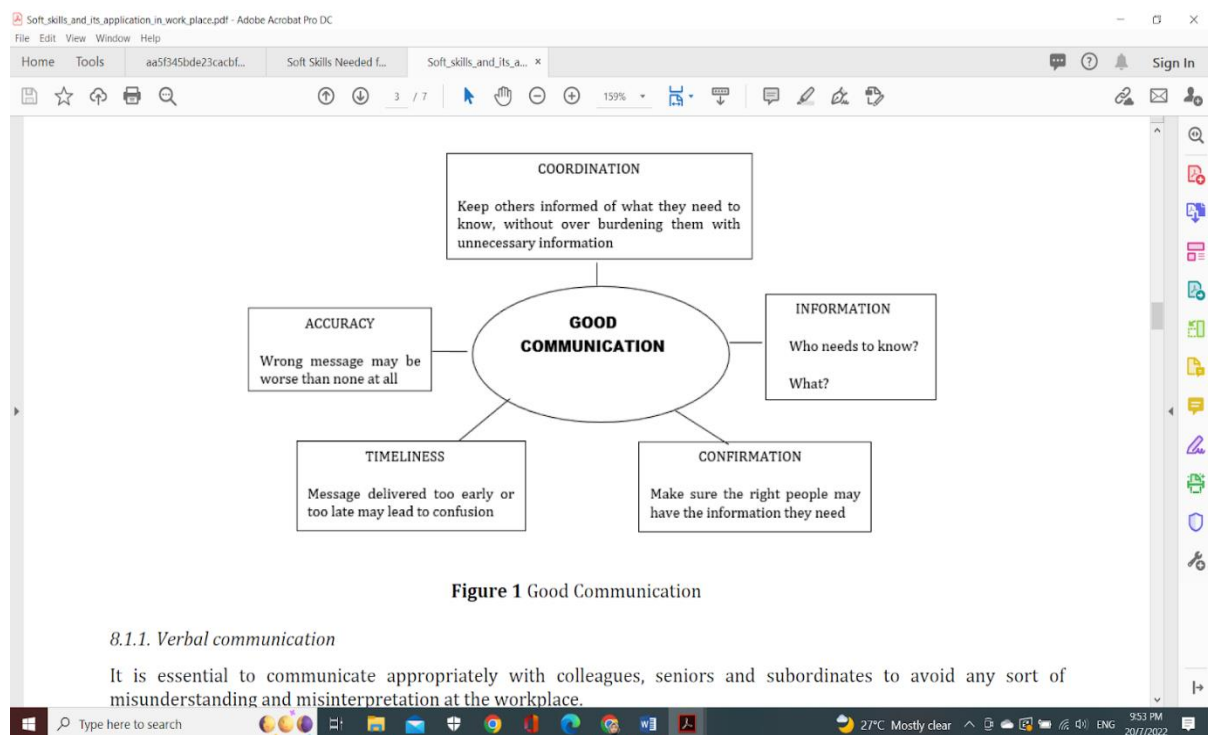 Soft_skills_and_its_application_in_work_place.pdf - Adobe Acrobat Pro DC
File Edit View Window Help
Home Tools aa5f345bde23cacbf... Soft Skills Needed f... Soft_skills_and_its_a... ×
Sign In
3 / 7 159%
COORDINATION
Keep others informed of what they need to
know, without over burdening them with
unnecessary information
ACCURACY
Wrong message may be
worse than none at all
GOOD
COMMUNICATION
INFORMATION
Who needs to know?
What?
TIMELINESS
Message delivered too early or
too late may lead to confusion
CONFIRMATION
Make sure the right people may
have the information they need
Figure 1 Good Communication
8.1.1. Verbal communication
It is essential to communicate appropriately with colleagues, seniors and subordinates to avoid any sort of
misunderstanding and misinterpretation at the workplace.
Type here to search
27°C Mostly clear ENG
9:53 PM
20/7/2022